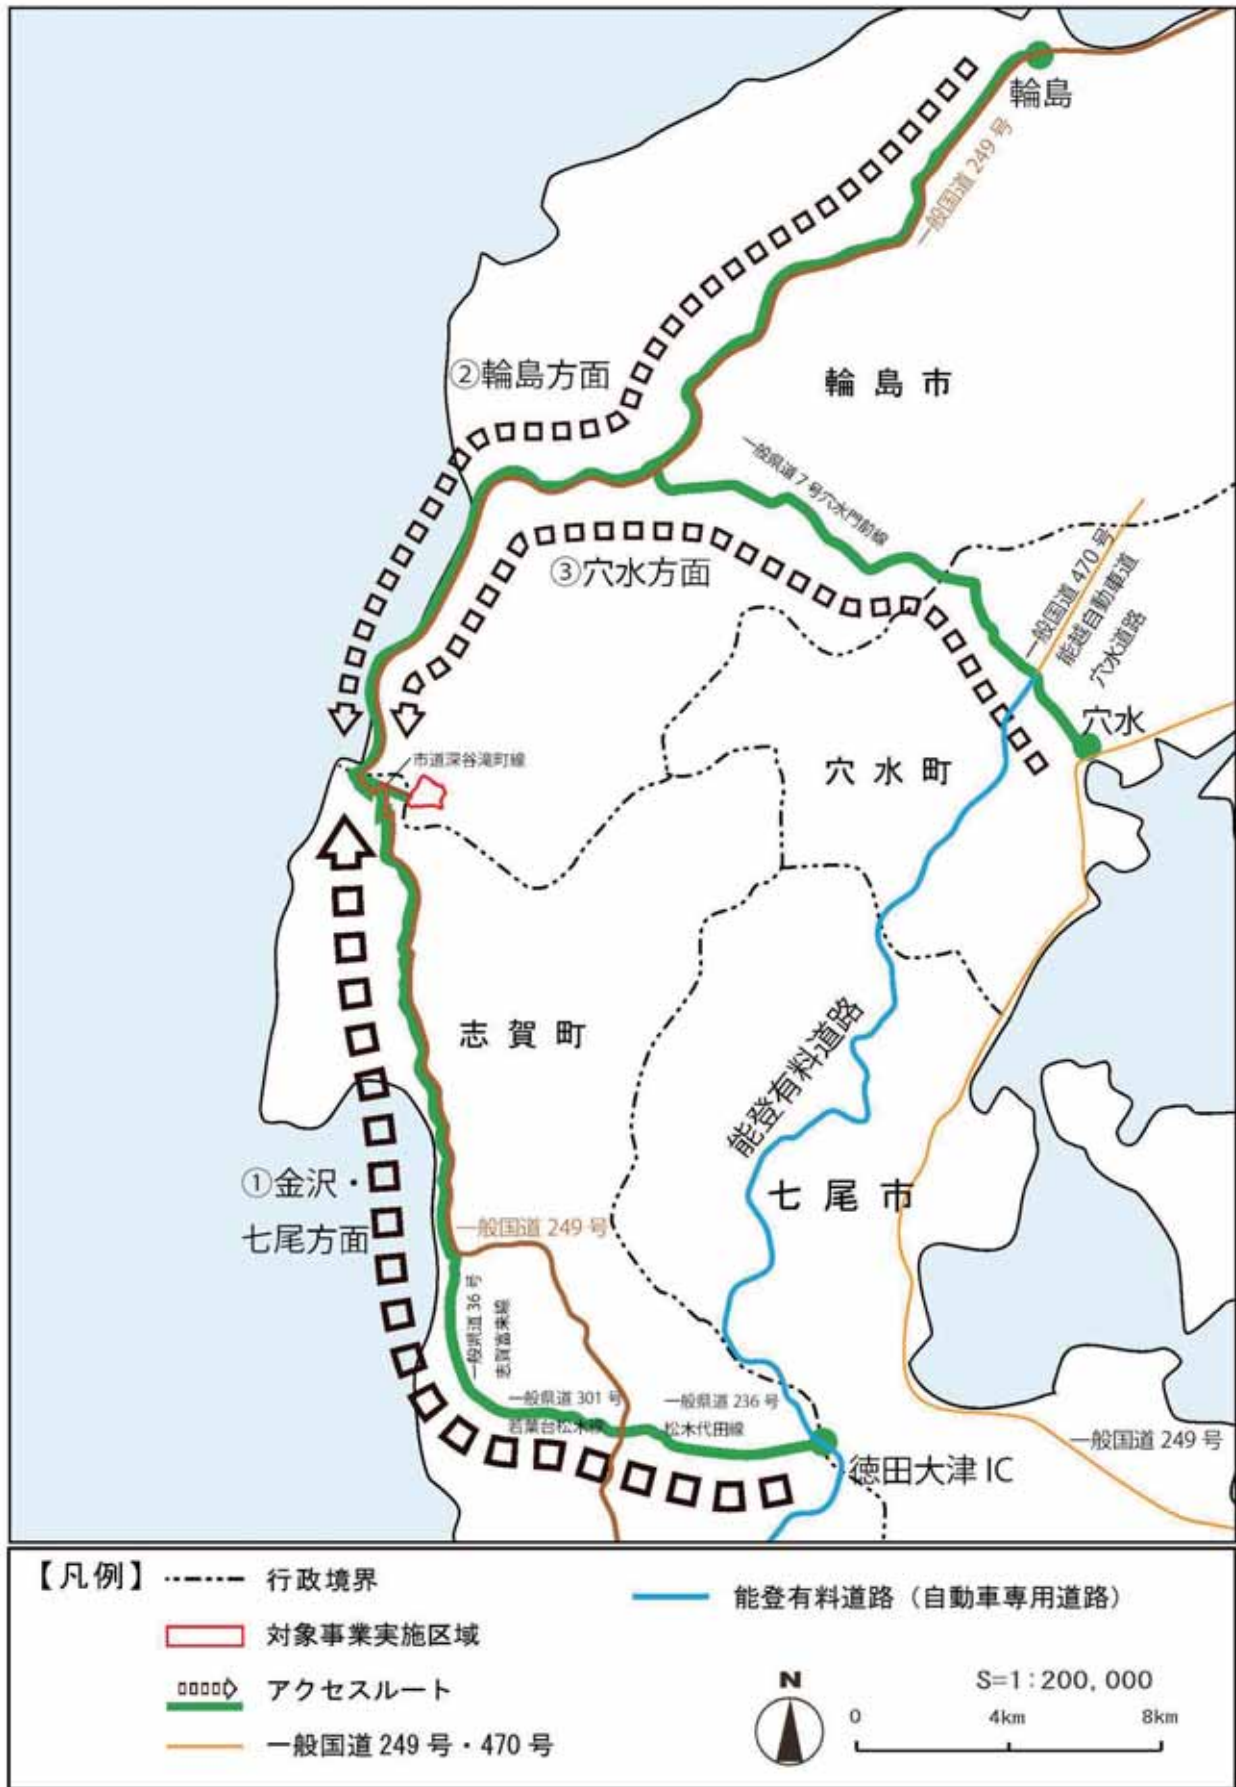 輪島
一般国道 249 号
②輪島方面
輪島市
一般県道 7 号穴水門前線
③穴水方面
一般国道 470 号
能越自動車道
穴水道路
穴水
市道深谷滝町線
穴水町
志賀町
能登有料道路
七尾市
①金沢・
七尾方面
一般国道 249 号
一般県道 36 号
志賀富来線
一般県道 301 号
若葉台松木線
一般県道 236 号
松木代田線
一般国道 249 号
徳田大津 IC
【凡例】
行政境界
能登有料道路（自動車専用道路）
対象事業実施区域
アクセスルート
一般国道 249 号・470 号
N
S=1:200,000
0 4km 8km